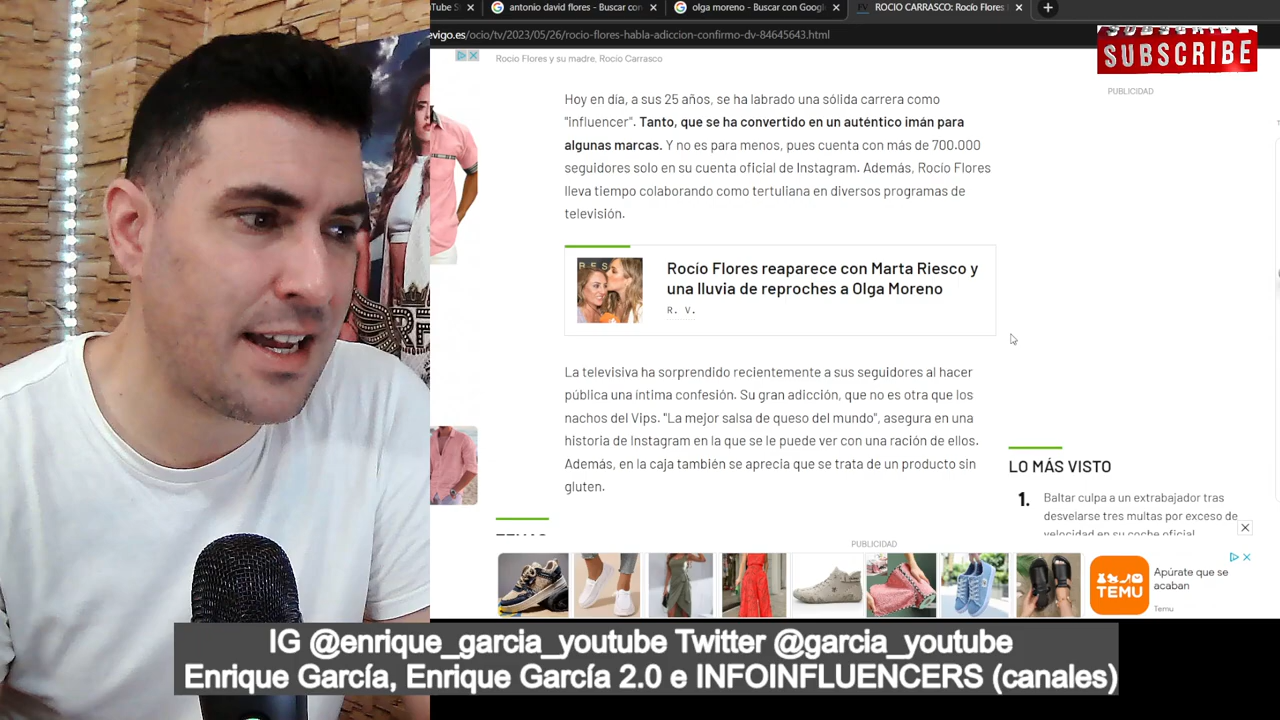 antonio david flores - Buscar con
olga moreno - Buscar con Googl
ROCIO CARRASCO: Rocío Flores
evigo.es/ocio/tv/2023/05/26/rocio-flores-habla-adiccion-confirmo-dv-84645643.html
SUBSCRIBE
Rocío Flores y su madre, Rocío Carrasco
PUBLICIDAD
Hoy en día, a sus 25 años, se ha labrado una sólida carrera como
"influencer". Tanto, que se ha convertido en un auténtico imán para
algunas marcas. Y no es para menos, pues cuenta con más de 700.000
seguidores solo en su cuenta oficial de Instagram. Además, Rocío Flores
lleva tiempo colaborando como tertuliana en diversos programas de
televisión.
Rocío Flores reaparece con Marta Riesco y
una lluvia de reproches a Olga Moreno
R. V.
La televisiva ha sorprendido recientemente a sus seguidores al hacer
pública una íntima confesión. Su gran adicción, que no es otra que los
nachos del Vips. "La mejor salsa de queso del mundo", asegura en una
historia de Instagram en la que se le puede ver con una ración de ellos.
Además, en la caja también se aprecia que se trata de un producto sin
gluten.
LO MÁS VISTO
1. Baltar culpa a un extrabajador tras
desvelarse tres multas por exceso de
velocidad en su coche oficial
PUBLICIDAD
TEMU
Apúrate que se
acaban
Temu
IG @enrique_garcia_youtube Twitter @garcia_youtube
Enrique García, Enrique García 2.0 e INFOINFLUENCERS (canales)